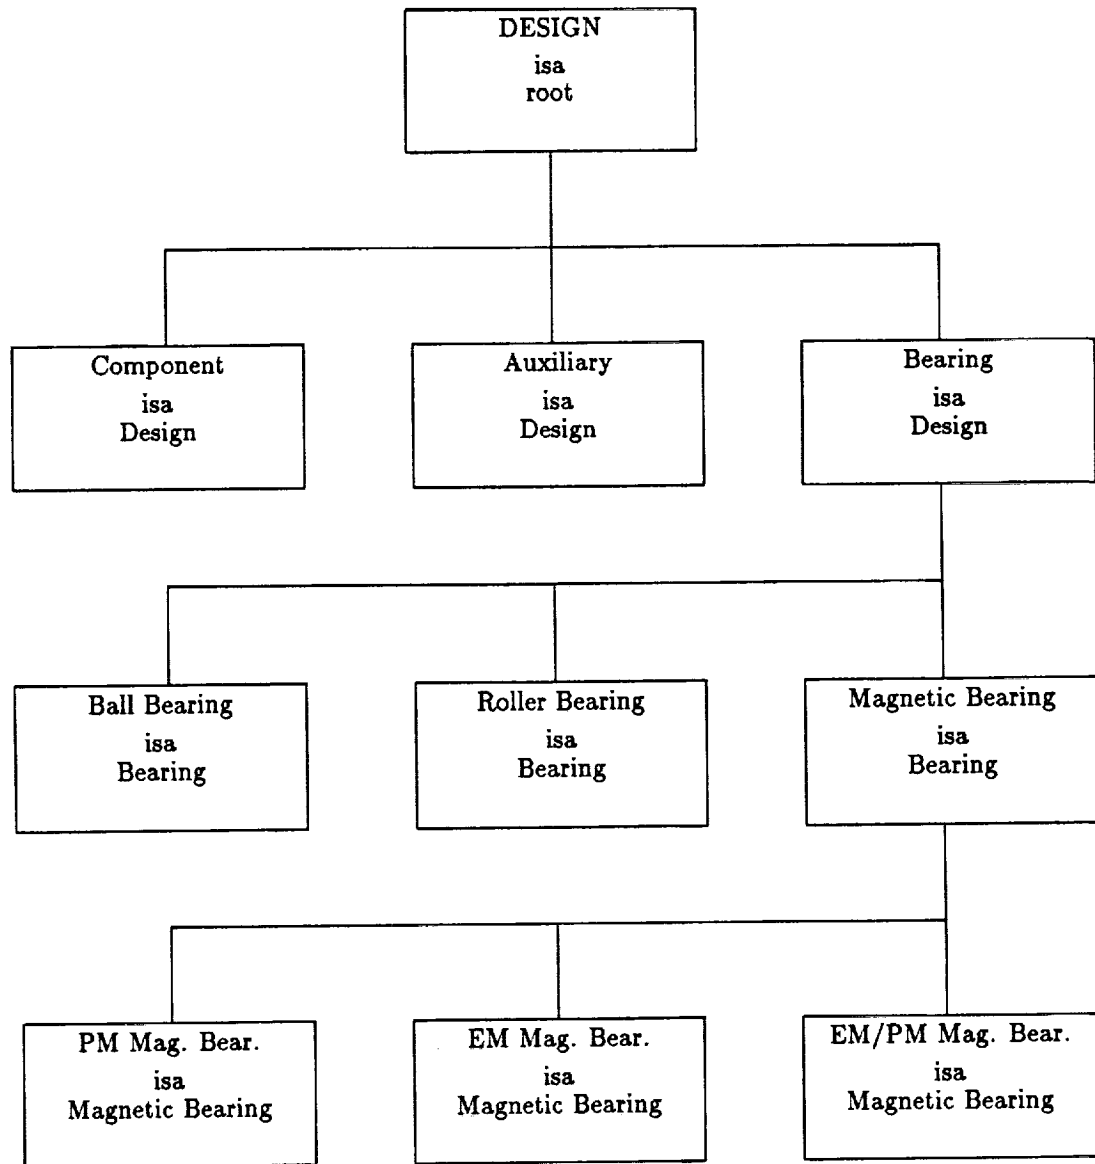 DESIGN
isa
root
Component
isa
Design
Auxiliary
isa
Design
Bearing
isa
Design
Ball Bearing
isa
Bearing
Roller Bearing
isa
Bearing
Magnetic Bearing
isa
Bearing
PM Mag. Bear.
isa
Magnetic Bearing
EM Mag. Bear.
isa
Magnetic Bearing
EM/PM Mag. Bear.
isa
Magnetic Bearing